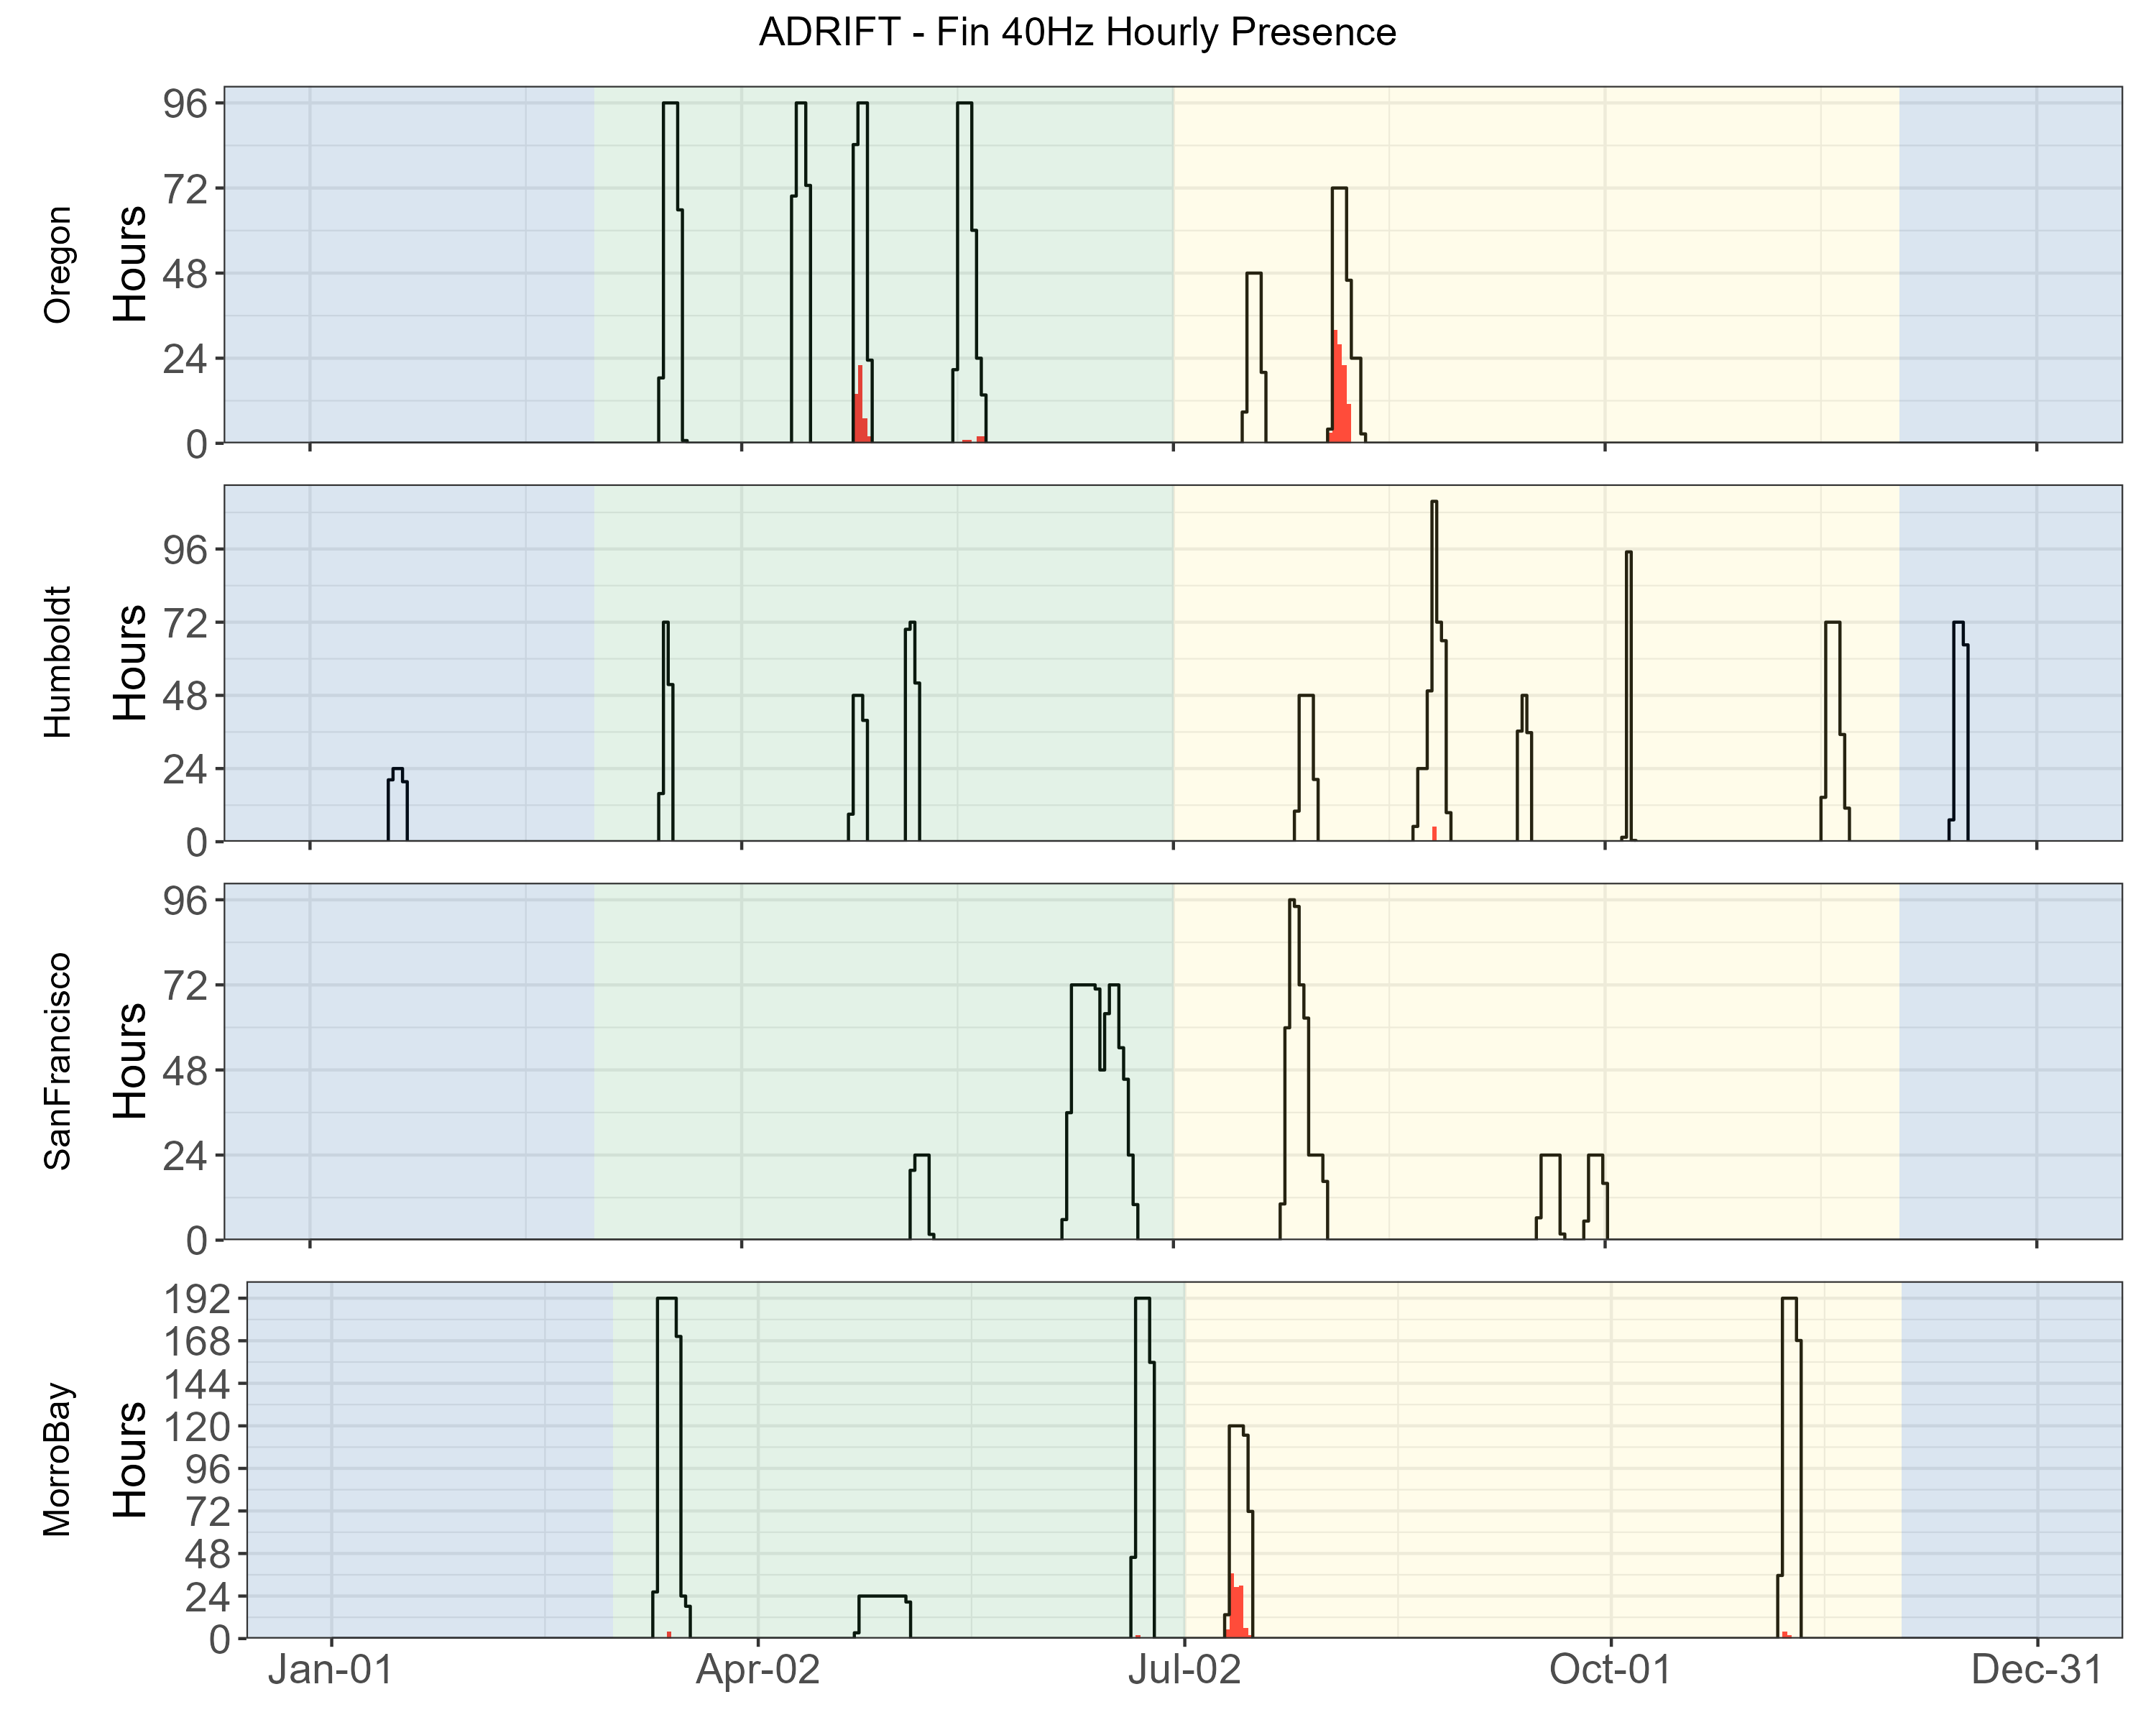 ADRIFT - Fin 40Hz Hourly Presence
Oregon
Hours
96
72
48
24
0
Humboldt
Hours
96
72
48
24
0
SanFrancisco
Hours
96
72
48
24
0
MorroBay
Hours
192
168
144
120
96
72
48
24
0
Jan-01 Apr-02 Jul-02 Oct-01 Dec-31